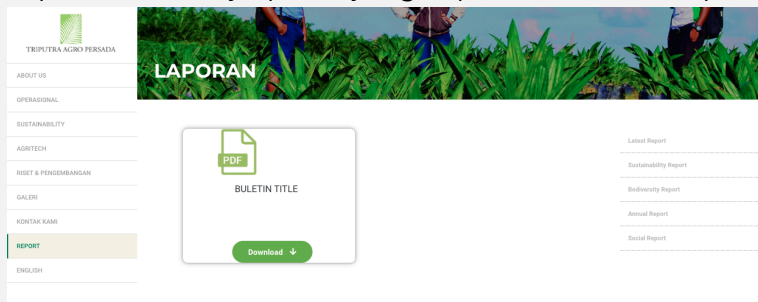 TRIPUTRA AGRO PERSADA
ABOUT US
OPERASIONAL
SUSTAINABILITY
AGRITECH
RISET & PENGEMBANGAN
GALERI
KONTAK KAMI
REPORT
ENGLISH
LAPORAN
PDF
BULETIN TITLE
Download
Latest Report
Sustainability Report
Bodiversity Report
Annual Report
Social Report